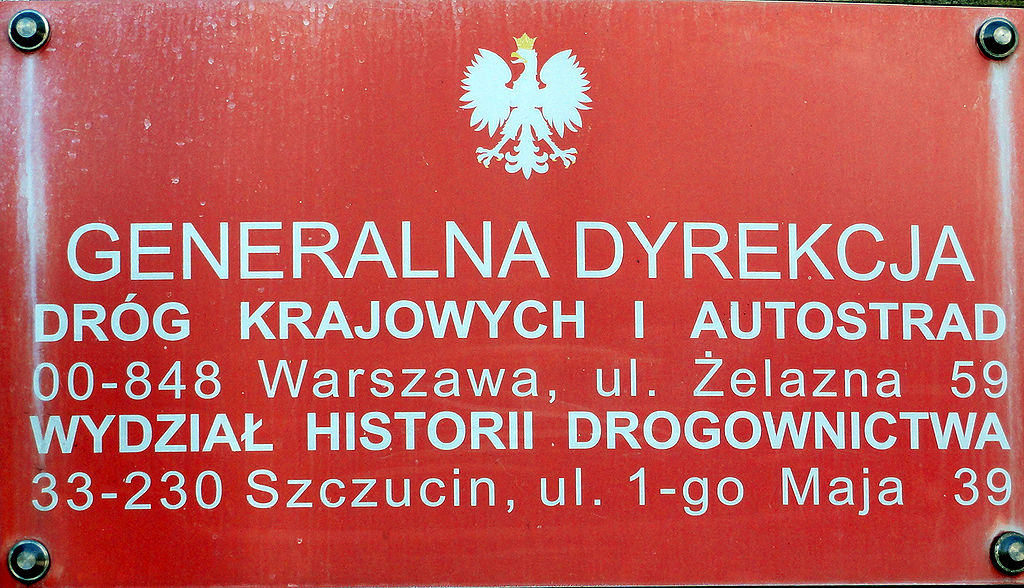 GENERALNA DYREKCJA
DRÓG KRAJOWYCH I AUTOSTRAD
00-848 Warszawa, ul. Żelazna 59
WYDZIAŁ HISTORII DROGOWNICTWA
33-230 Szczucin, ul. 1-go Maja 39